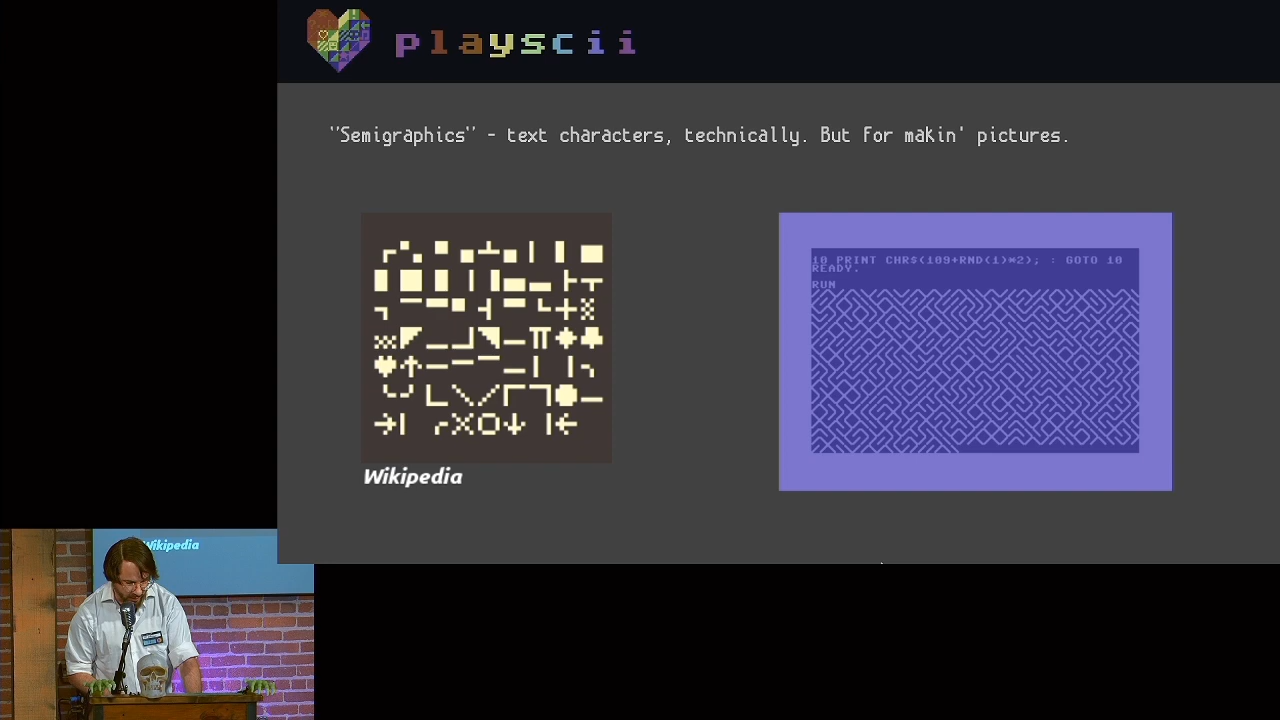 playscii
"Semigraphics" - text characters, technically. But for makin' pictures.
10 PRINT CHR$(109+RND(1)*2); : GOTO 10
READY.
RUN
Wikipedia
Wikipedia